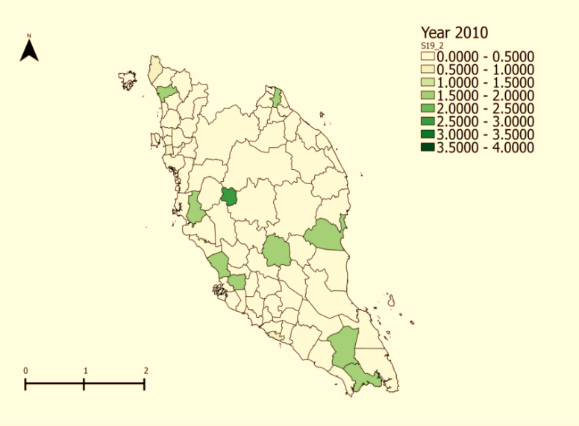 Year 2010
S19_2
0.0000 - 0.5000
0.5000 - 1.0000
1.0000 - 1.5000
1.5000 - 2.0000
2.0000 - 2.5000
2.5000 - 3.0000
3.0000 - 3.5000
3.5000 - 4.0000
N
0 1 2